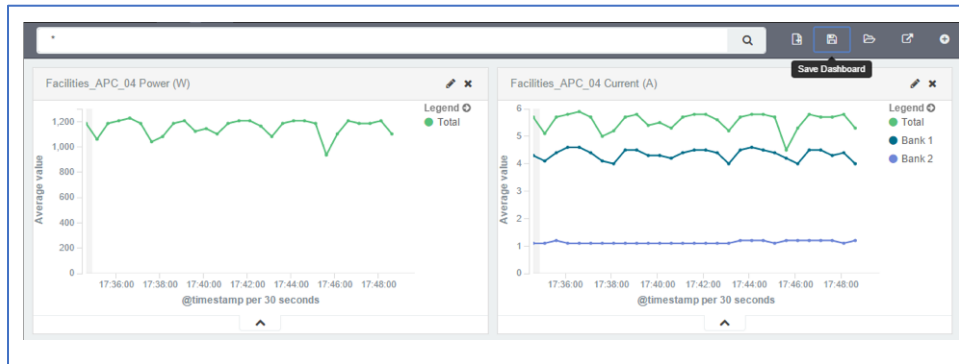 *
Save Dashboard
Facilities_APC_04 Power (W)
Legend
Total
1,200
1,000
800
600
400
200
0
Average value
17:36:00 17:38:00 17:40:00 17:42:00 17:44:00 17:46:00 17:48:00
@timestamp per 30 seconds
Facilities_APC_04 Current (A)
Legend
Total
Bank 1
Bank 2
6
5
4
3
2
1
0
Average value
17:36:00 17:38:00 17:40:00 17:42:00 17:44:00 17:46:00 17:48:00
@timestamp per 30 seconds